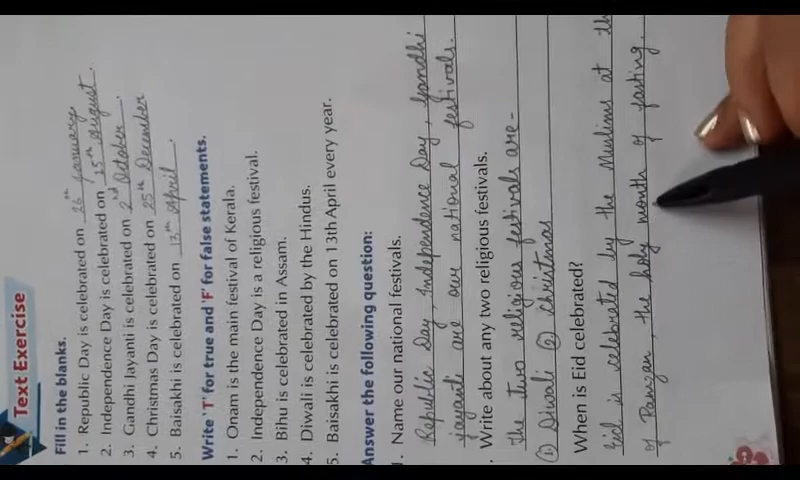 Text Exercise
Fill in the blanks.
1. Republic Day is celebrated on 26th January.
2. Independence Day is celebrated on 15th August.
3. Gandhi Jayanti is celebrated on 2nd October.
4. Christmas Day is celebrated on 25th December
5. Baisakhi is celebrated on 13th April.
Write 'T' for true and 'F' for false statements.
1. Onam is the main festival of Kerala.
2. Independence Day is a religious festival.
3. Bihu is celebrated in Assam.
4. Diwali is celebrated by the Hindus.
5. Baisakhi is celebrated on 13th April every year.
Answer the following question:
1. Name our national festivals.
Republic Day, Independence Day, Gandhi
Jayanti are our national festivals.
. Write about any two religious festivals.
The two religious festivals are-
(1) Diwali (2) Christmas
When is Eid celebrated?
Eid is celebrated by the Muslims at
of Ramzan, the holy month of fasting.